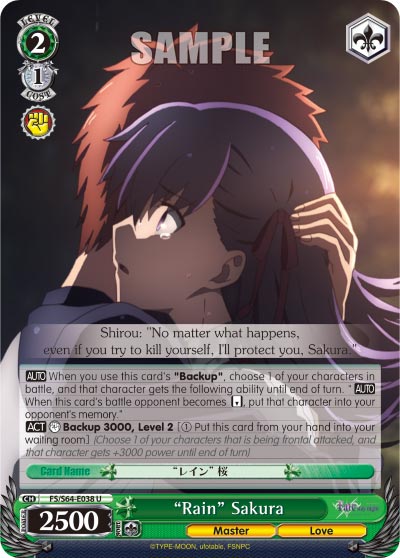 LEVEL
2
1
COST
SAMPLE
Shirou: "No matter what happens,
even if you try to kill yourself, I'll protect you, Sakura."
AUTO When you use this card's "Backup", choose 1 of your characters in
battle, and that character gets the following ability until end of turn. "AUTO
When this card's battle opponent becomes [ ], put that character into your
opponent's memory."
ACT Backup 3000, Level 2 [① Put this card from your hand into your
waiting room] (Choose 1 of your characters that is being frontal attacked, and
that character gets +3000 power until end of turn)
Card Name
“レイン” 桜
CH FS/S64-E038 U
2500
“Rain” Sakura
Master
Love
©TYPE-MOON, ufotable, FSNPC